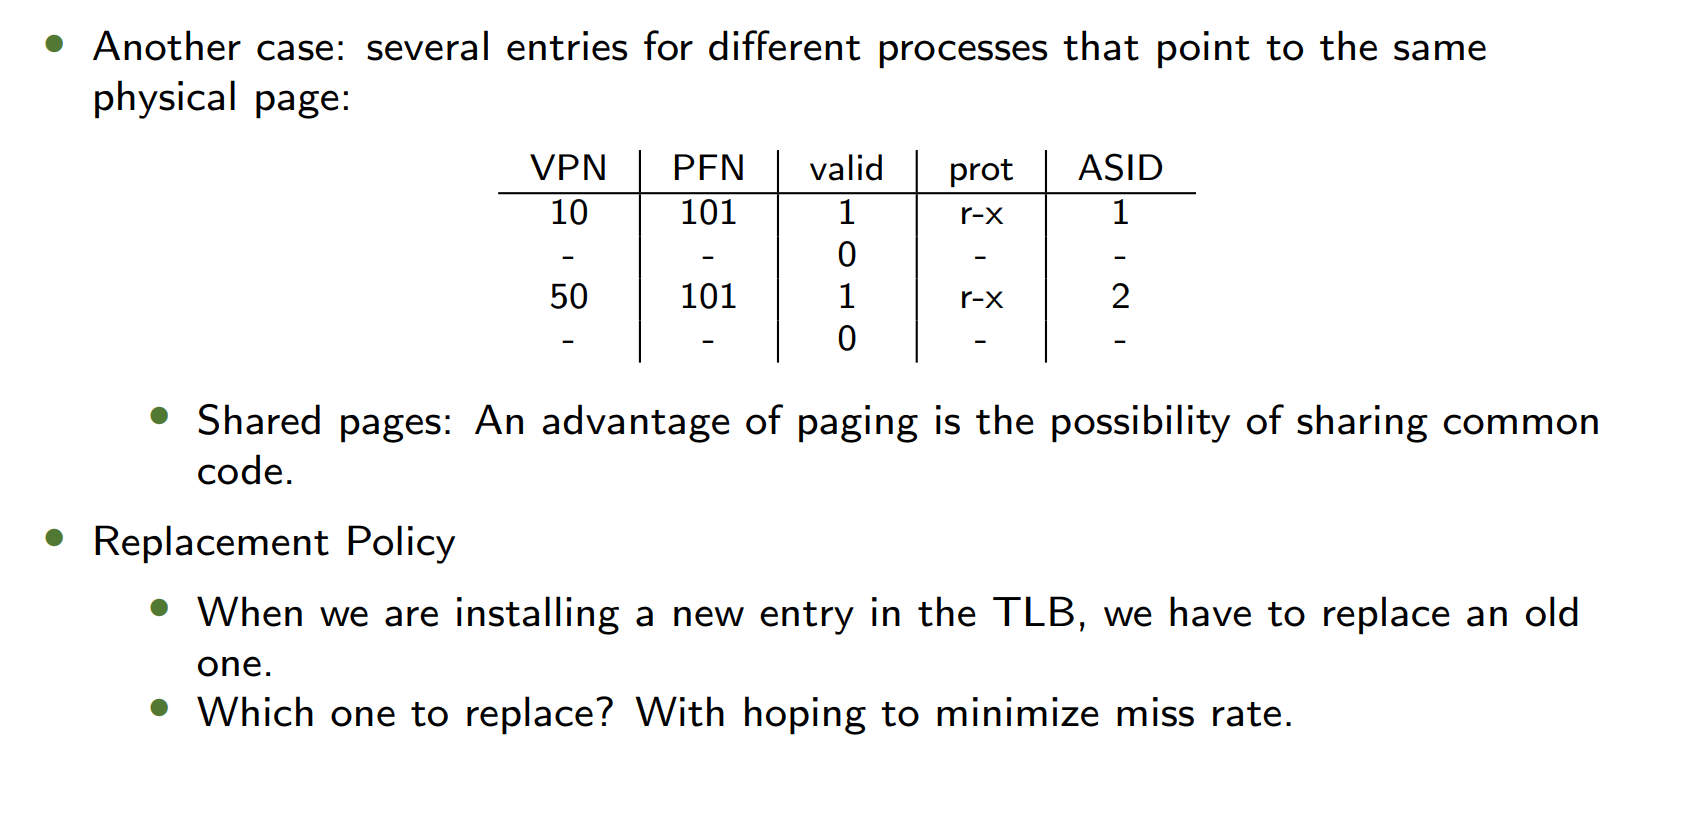 • Another case: several entries for different processes that point to the same
physical page:
VPN PFN valid prot ASID
10 101 1 r-x 1
- - 0 - -
50 101 1 r-x 2
- - 0 - -
• Shared pages: An advantage of paging is the possibility of sharing common
code.
• Replacement Policy
• When we are installing a new entry in the TLB, we have to replace an old
one.
• Which one to replace? With hoping to minimize miss rate.